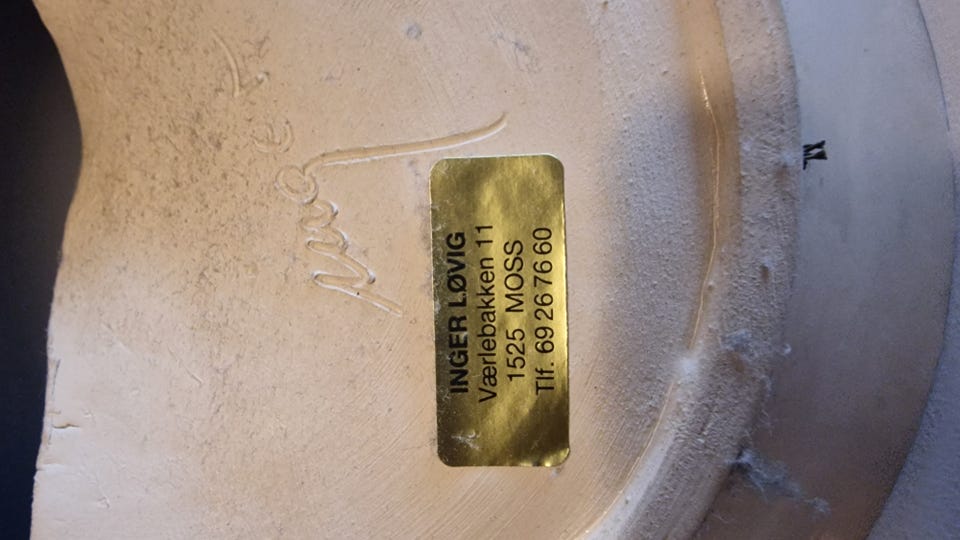 INGER LØVIG
Værlebakken 11
1525 MOSS
Tlf. 69 26 76 60